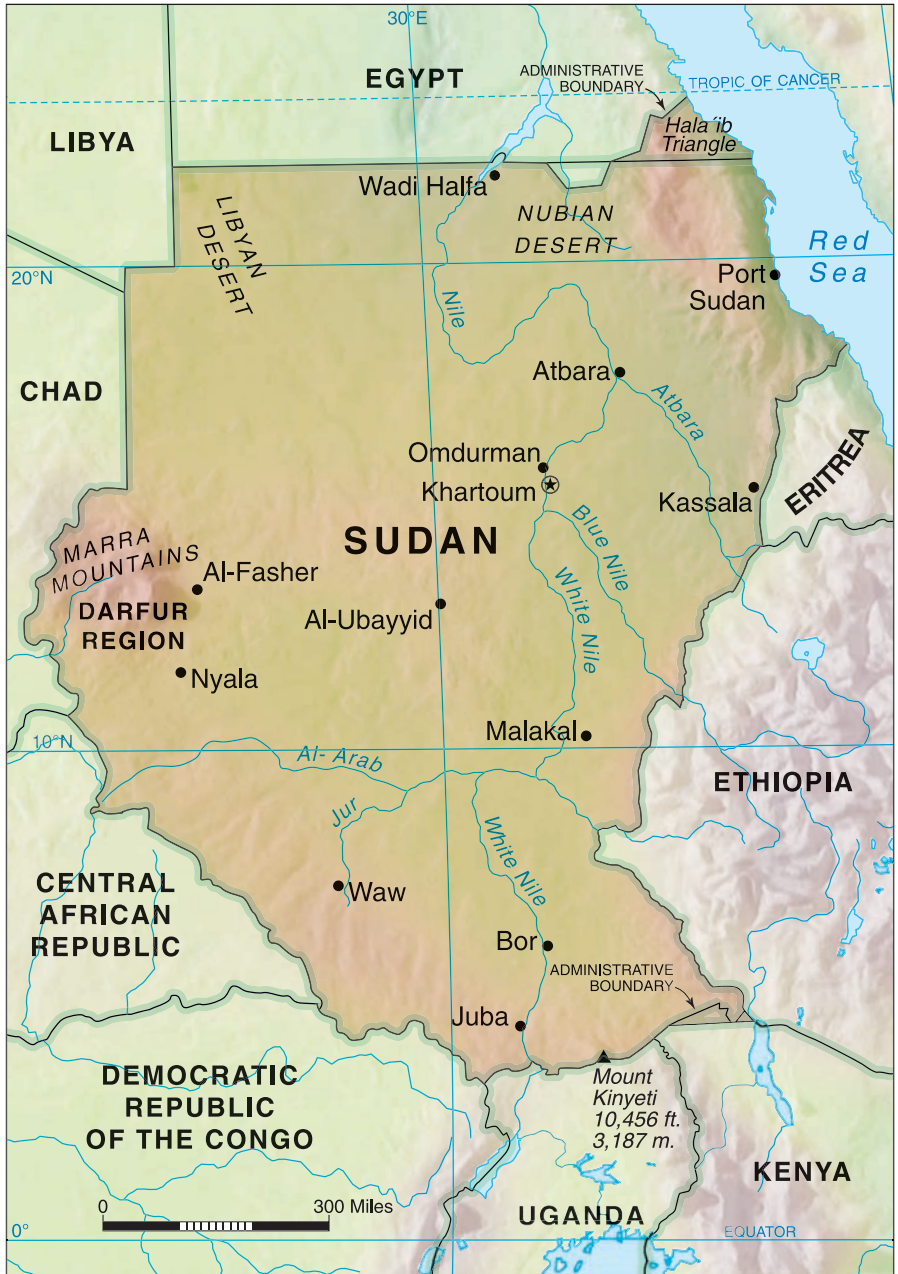 30°E
EGYPT
ADMINISTRATIVE
BOUNDARY
TROPIC OF CANCER
LIBYA
Hala´ib
Triangle
Wadi Halfa
LIBYAN
DESERT
NUBIAN
DESERT
Red
Sea
20°N
Port
Sudan
Nile
CHAD
Atbara
Atbara
Omdurman
Khartoum
Kassala
ERITREA
SUDAN
Blue Nile
MARRA
MOUNTAINS
Al-Fasher
White Nile
DARFUR
REGION
Al-Ubayyid
Nyala
Malakal
10°N
Al- Arab
ETHIOPIA
Jur
White Nile
CENTRAL
AFRICAN
REPUBLIC
Waw
Bor
ADMINISTRATIVE
BOUNDARY
Juba
DEMOCRATIC
REPUBLIC
OF THE CONGO
Mount
Kinyeti
10,456 ft.
3,187 m.
KENYA
0
300 Miles
UGANDA
0°
EQUATOR